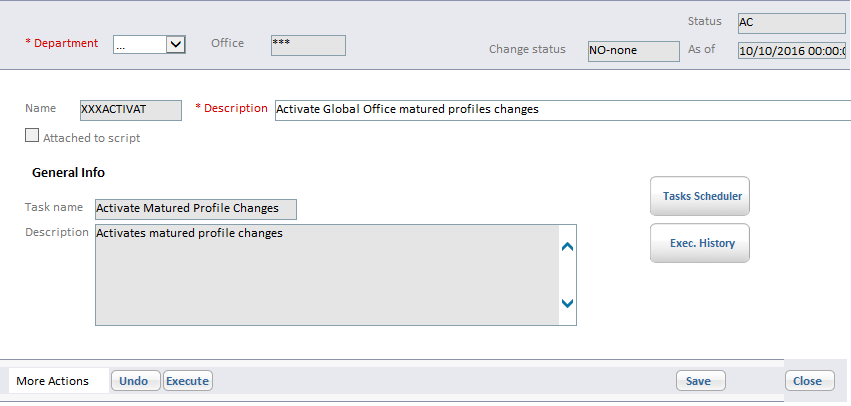 Status AC
* Department ... Office ***
Change status NO-none As of 10/10/2016 00:00:0
Name XXXACTIVAT * Description Activate Global Office matured profiles changes
Attached to script
General Info
Tasks Scheduler
Task name Activate Matured Profile Changes
Description Activates matured profile changes
Exec. History
More Actions Undo Execute Save Close